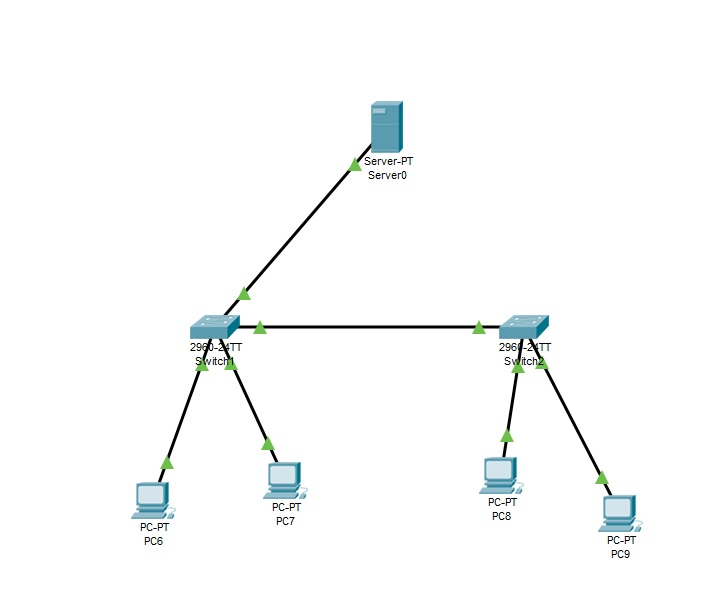 Server-PT
Server0
2960-24TT
Switch1
2960-24TT
Switch2
PC-PT
PC6
PC-PT
PC7
PC-PT
PC8
PC-PT
PC9